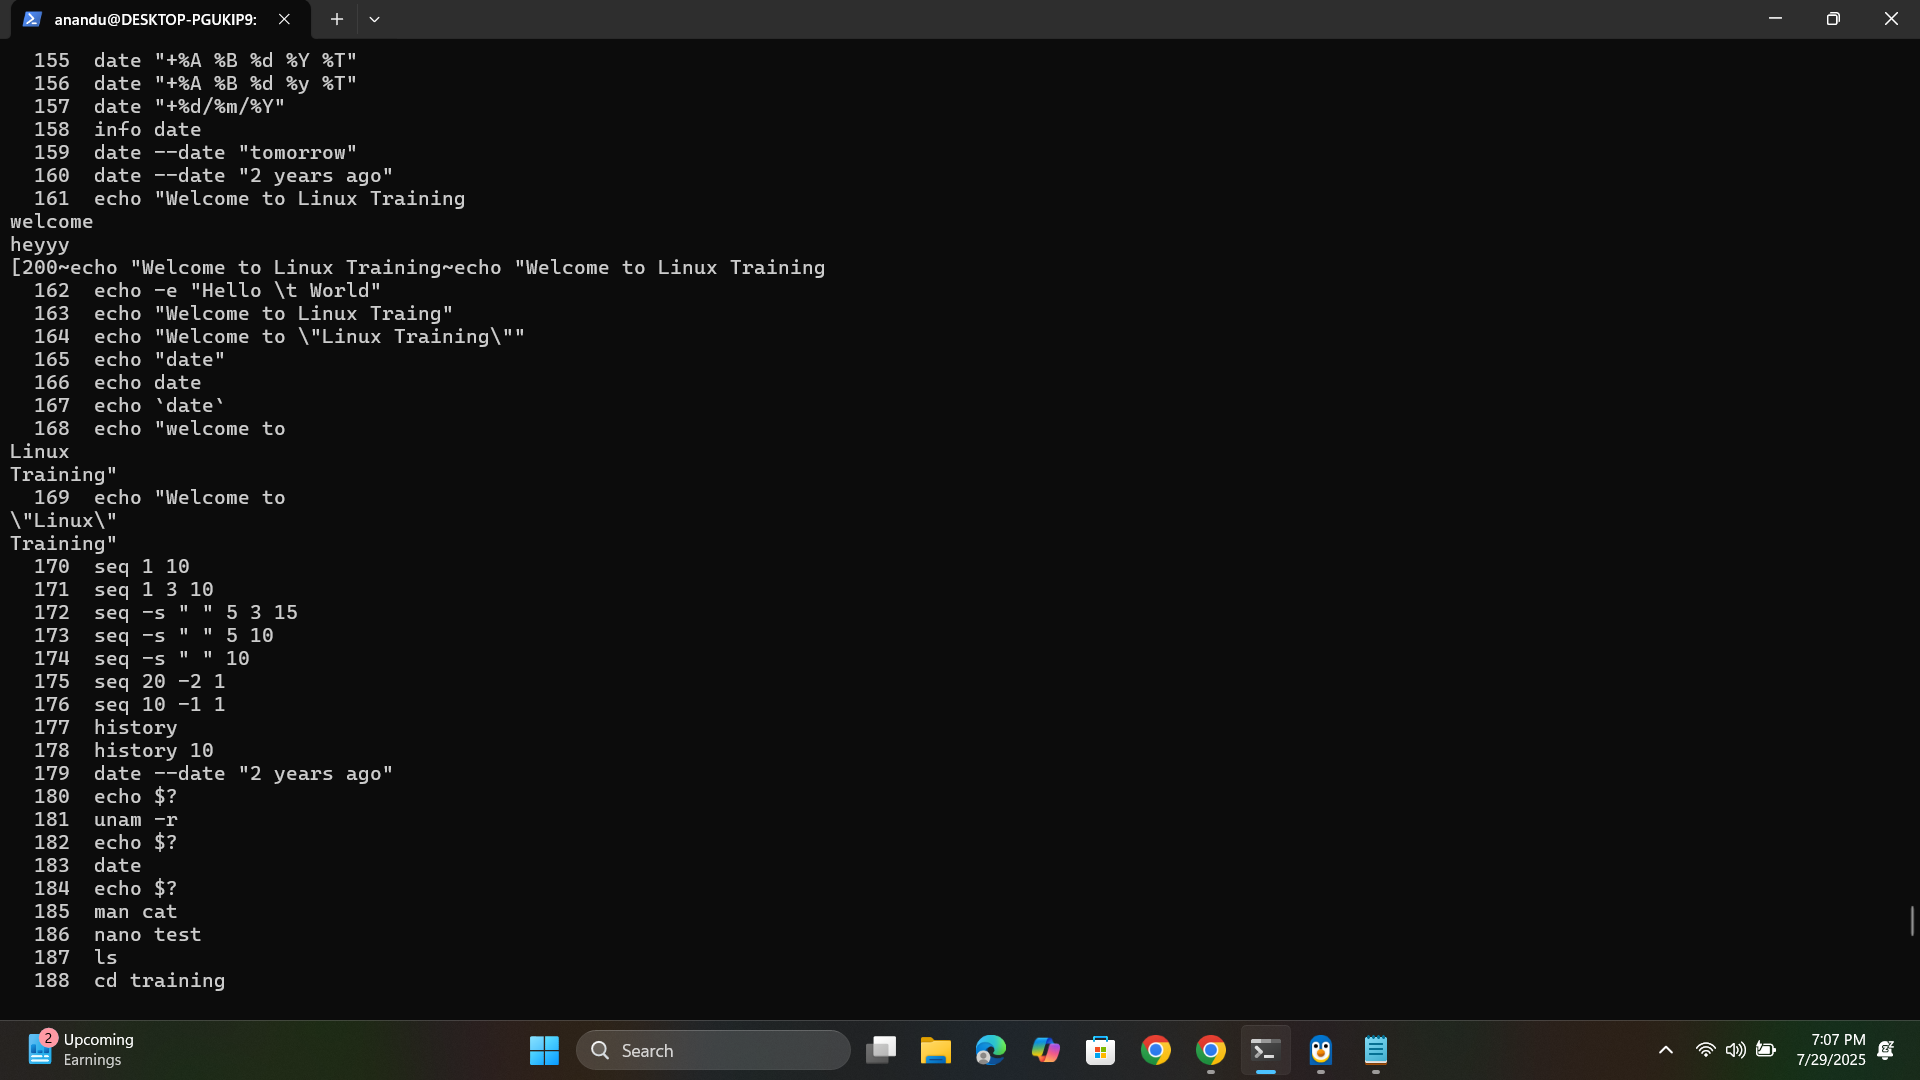 anandu@DESKTOP-PGUKIP9:
155  date "+%A %B %d %Y %T"
156  date "+%A %B %d %y %T"
157  date "+%d/%m/%Y"
158  info date
159  date --date "tomorrow"
160  date --date "2 years ago"
161  echo "Welcome to Linux Training
welcome
heyyy
[200~echo "Welcome to Linux Training~echo "Welcome to Linux Training
162  echo -e "Hello \t World"
163  echo "Welcome to Linux Traing"
164  echo "Welcome to \"Linux Training\""
165  echo "date"
166  echo date
167  echo `date`
168  echo "welcome to
Linux
Training"
169  echo "Welcome to
\"Linux\"
Training"
170  seq 1 10
171  seq 1 3 10
172  seq -s " " 5 3 15
173  seq -s " " 5 10
174  seq -s " " 10
175  seq 20 -2 1
176  seq 10 -1 1
177  history
178  history 10
179  date --date "2 years ago"
180  echo $?
181  unam -r
182  echo $?
183  date
184  echo $?
185  man cat
186  nano test
187  ls
188  cd training
2
Upcoming
Earnings
Search
7:07 PM
7/29/2025